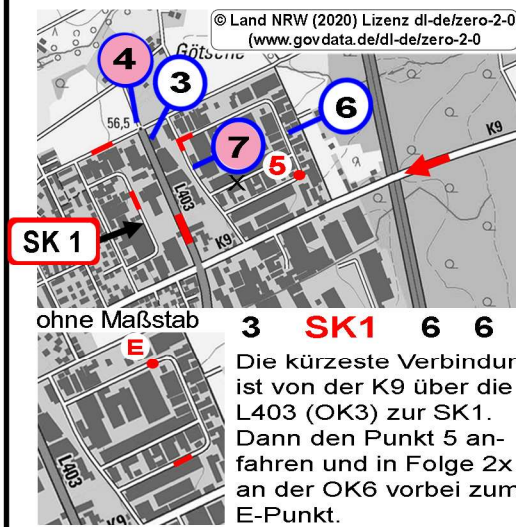 © Land NRW (2020) Lizenz dl-de/zero-2-0
(www.govdata.de/dl-de/zero-2-0
Götsche
4
3
56,5
6
7
5
K9
L403
SK 1
K9
ohne Maßstab
3 SK1 6 6
E
L403
K9
Die kürzeste Verbindun
ist von der K9 über die
L403 (OK3) zur SK1.
Dann den Punkt 5 an-
fahren und in Folge 2x
an der OK6 vorbei zum
E-Punkt.